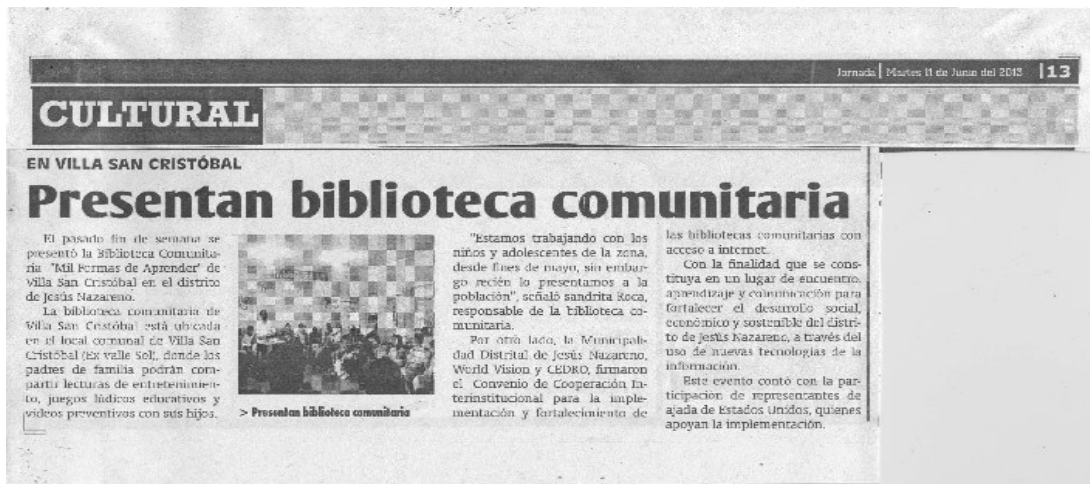 Jornada | Martes 11 de Junio del 2013 | 13
CULTURAL
EN VILLA SAN CRISTÓBAL
Presentan biblioteca comunitaria
El pasado fin de semana se
presentó la Biblioteca Comunita-
ria "Mil Formas de Aprender" de
Villa San Cristóbal en el distrito
de Jesús Nazareno.
La biblioteca comunitaria de
Villa San Cristóbal está ubicada
en el local comunal de Villa San
Cristóbal (Ex valle Sol), donde los
padres de familia podrán com-
partir lecturas de entretenimien-
to, juegos lúdicos educativos y
videos preventivos con sus hijos.
> Presentan biblioteca comunitaria
"Estamos trabajando con los
niños y adolescentes de la zona,
desde fines de mayo, sin embar-
go recién lo presentamos a la
población", señaló sandrita Roca,
responsable de la biblioteca co-
munitaria.
Por otro lado, la Municipali-
dad Distrital de Jesús Nazareno,
World Vision y CEDRO, firmaron
el Convenio de Cooperación In-
terinstitucional para la imple-
mentación y fortalecimiento de
las bibliotecas comunitarias con
acceso a internet.
Con la finalidad que se cons-
tituya en un lugar de encuentro,
aprendizaje y comunicación para
fortalecer el desarrollo social,
económico y sostenible del distri-
to de Jesús Nazareno, a través del
uso de nuevas tecnologías de la
información.
Este evento contó con la par-
ticipación de representantes de
ajada de Estados Unidos, quienes
apoyan la implementación.